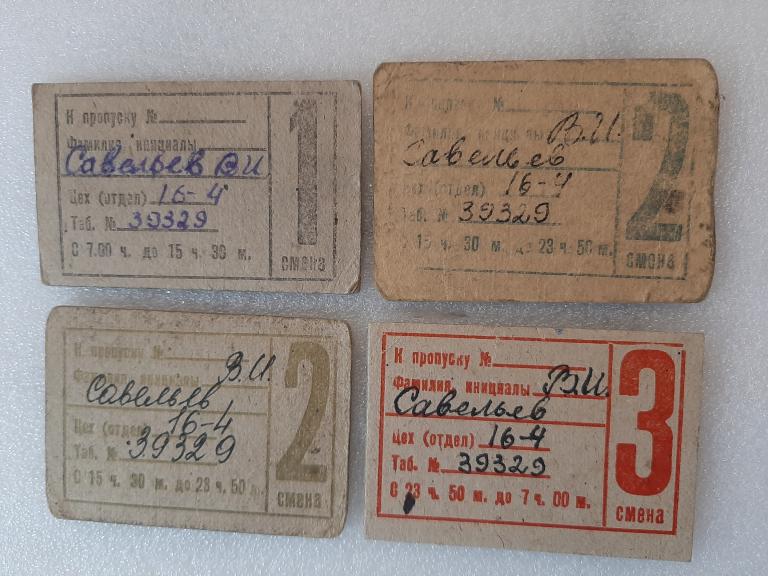 К пропуску №
Фамилия, инициалы
Савельев В.И.
Цех (отдел) 16-4
Таб. № 39329
С 7.00 ч. до 15 ч. 30 м.
1
смена
К пропуску №
Фамилия, инициалы В.И.
Савельев
Цех (отдел) 16-4
Таб. № 39329
15 ч. 30 м. до 23 ч. 50 м.
2
смена
К пропуску №
Фамилия, инициалы В.И.
Савельев
Цех (отдел) 16-4
Таб. № 39329
С 15 ч. 30 м. до 23 ч. 50 м.
2
смена
К пропуску №
Фамилия, инициалы В.И.
Савельев
Цех (отдел) 16-4
Таб. № 39329
С 23 ч. 50 м. до 7 ч. 00 м.
3
смена